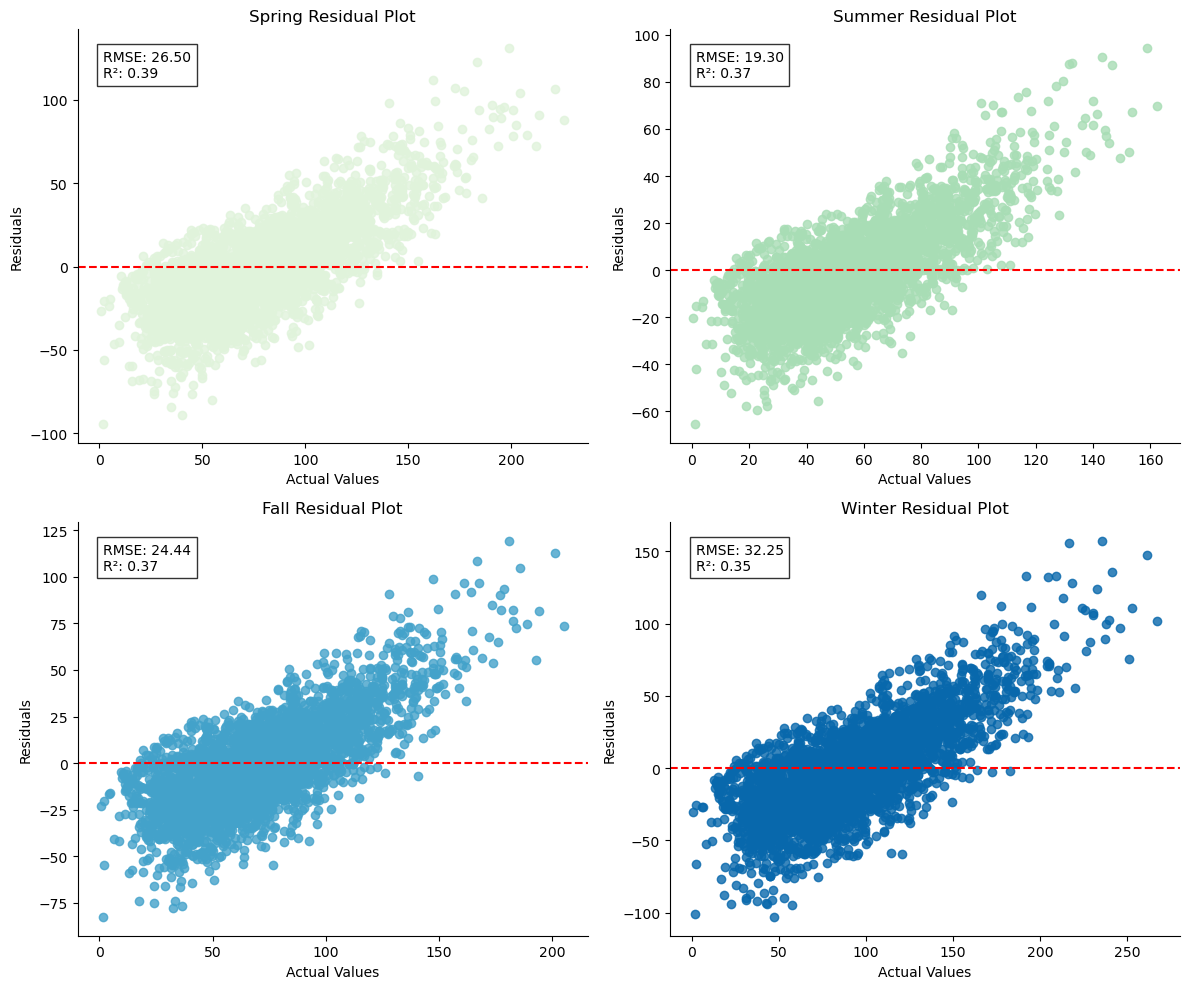 Spring Residual Plot
RMSE: 26.50
R²: 0.39
Residuals
100
50
0
−50
−100
0 50 100 150 200
Actual Values
Summer Residual Plot
RMSE: 19.30
R²: 0.37
Residuals
100
80
60
40
20
0
−20
−40
−60
0 20 40 60 80 100 120 140 160
Actual Values
Fall Residual Plot
RMSE: 24.44
R²: 0.37
Residuals
125
100
75
50
25
0
−25
−50
−75
0 50 100 150 200
Actual Values
Winter Residual Plot
RMSE: 32.25
R²: 0.35
Residuals
150
100
50
0
−50
−100
0 50 100 150 200 250
Actual Values